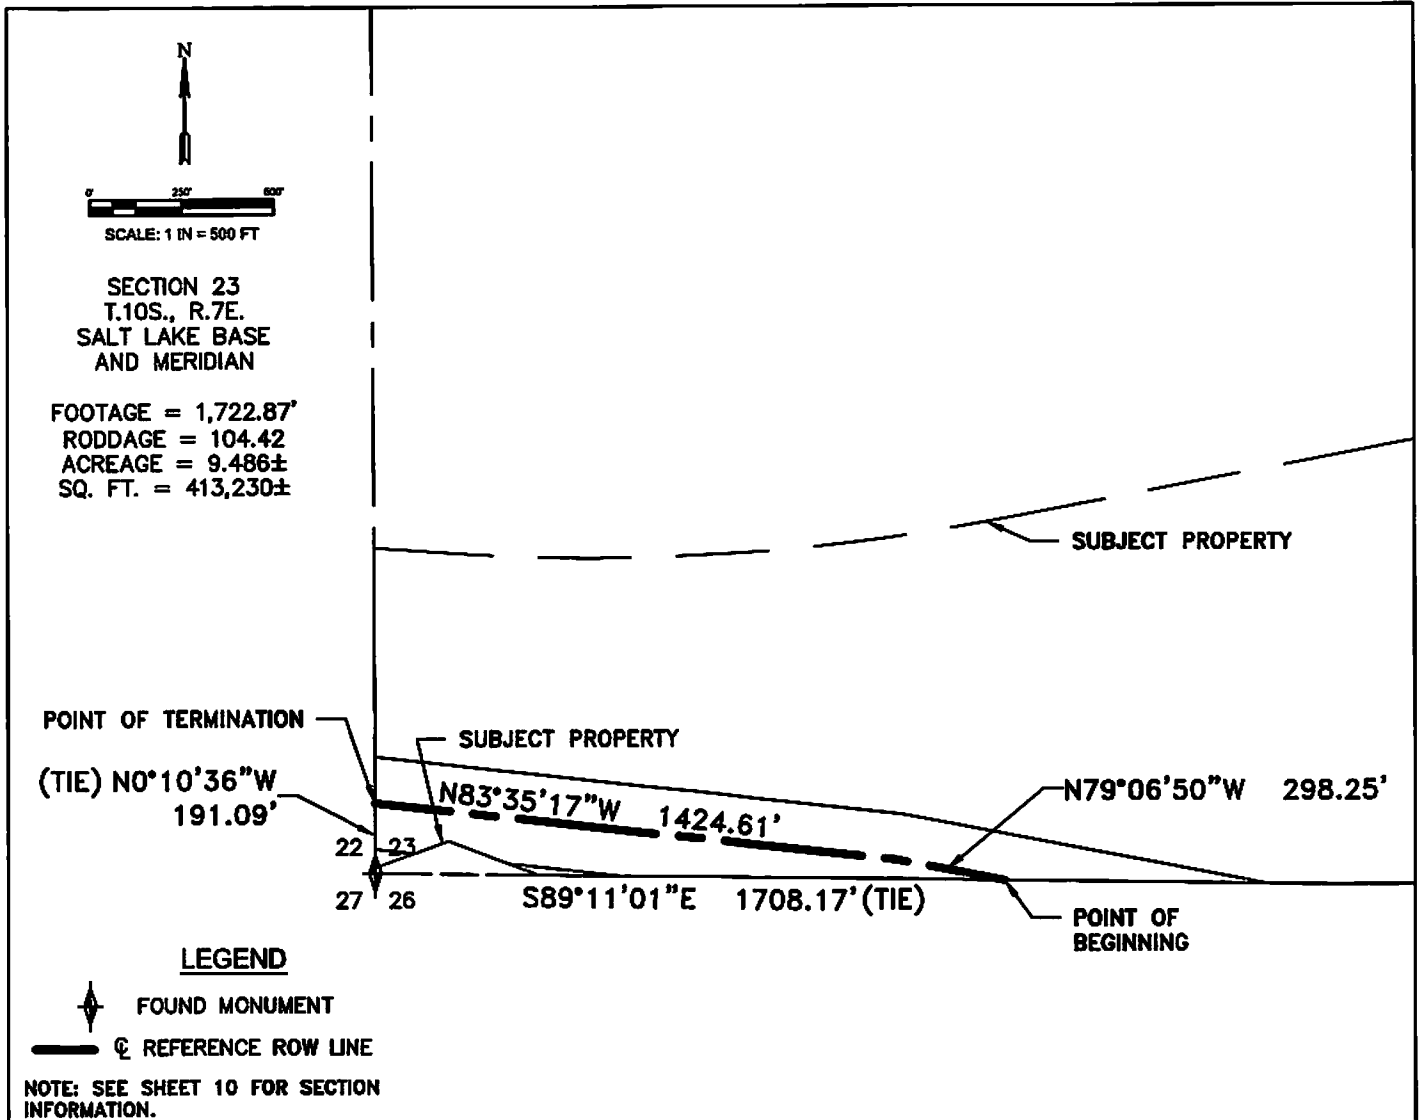 N
0' 250' 500'
SCALE: 1 IN = 500 FT
SECTION 23
T.10S., R.7E.
SALT LAKE BASE
AND MERIDIAN
FOOTAGE = 1,722.87'
RODDAGE = 104.42
ACREAGE = 9.486±
SQ. FT. = 413,230±
SUBJECT PROPERTY
POINT OF TERMINATION
SUBJECT PROPERTY
(TIE) N0°10'36"W
191.09'
N83°35'17"W 1424.61'
N79°06'50"W 298.25'
22 23
27 26
S89°11'01"E 1708.17'(TIE)
POINT OF
BEGINNING
LEGEND
FOUND MONUMENT
℄ REFERENCE ROW LINE
NOTE: SEE SHEET 10 FOR SECTION
INFORMATION.